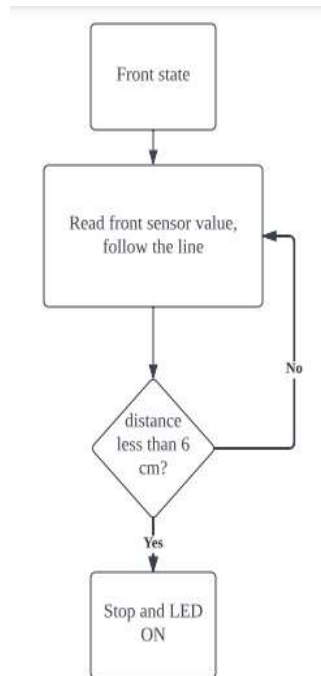 Front state
Read front sensor value,
follow the line
distance
less than 6
cm?
No
Yes
Stop and LED
ON